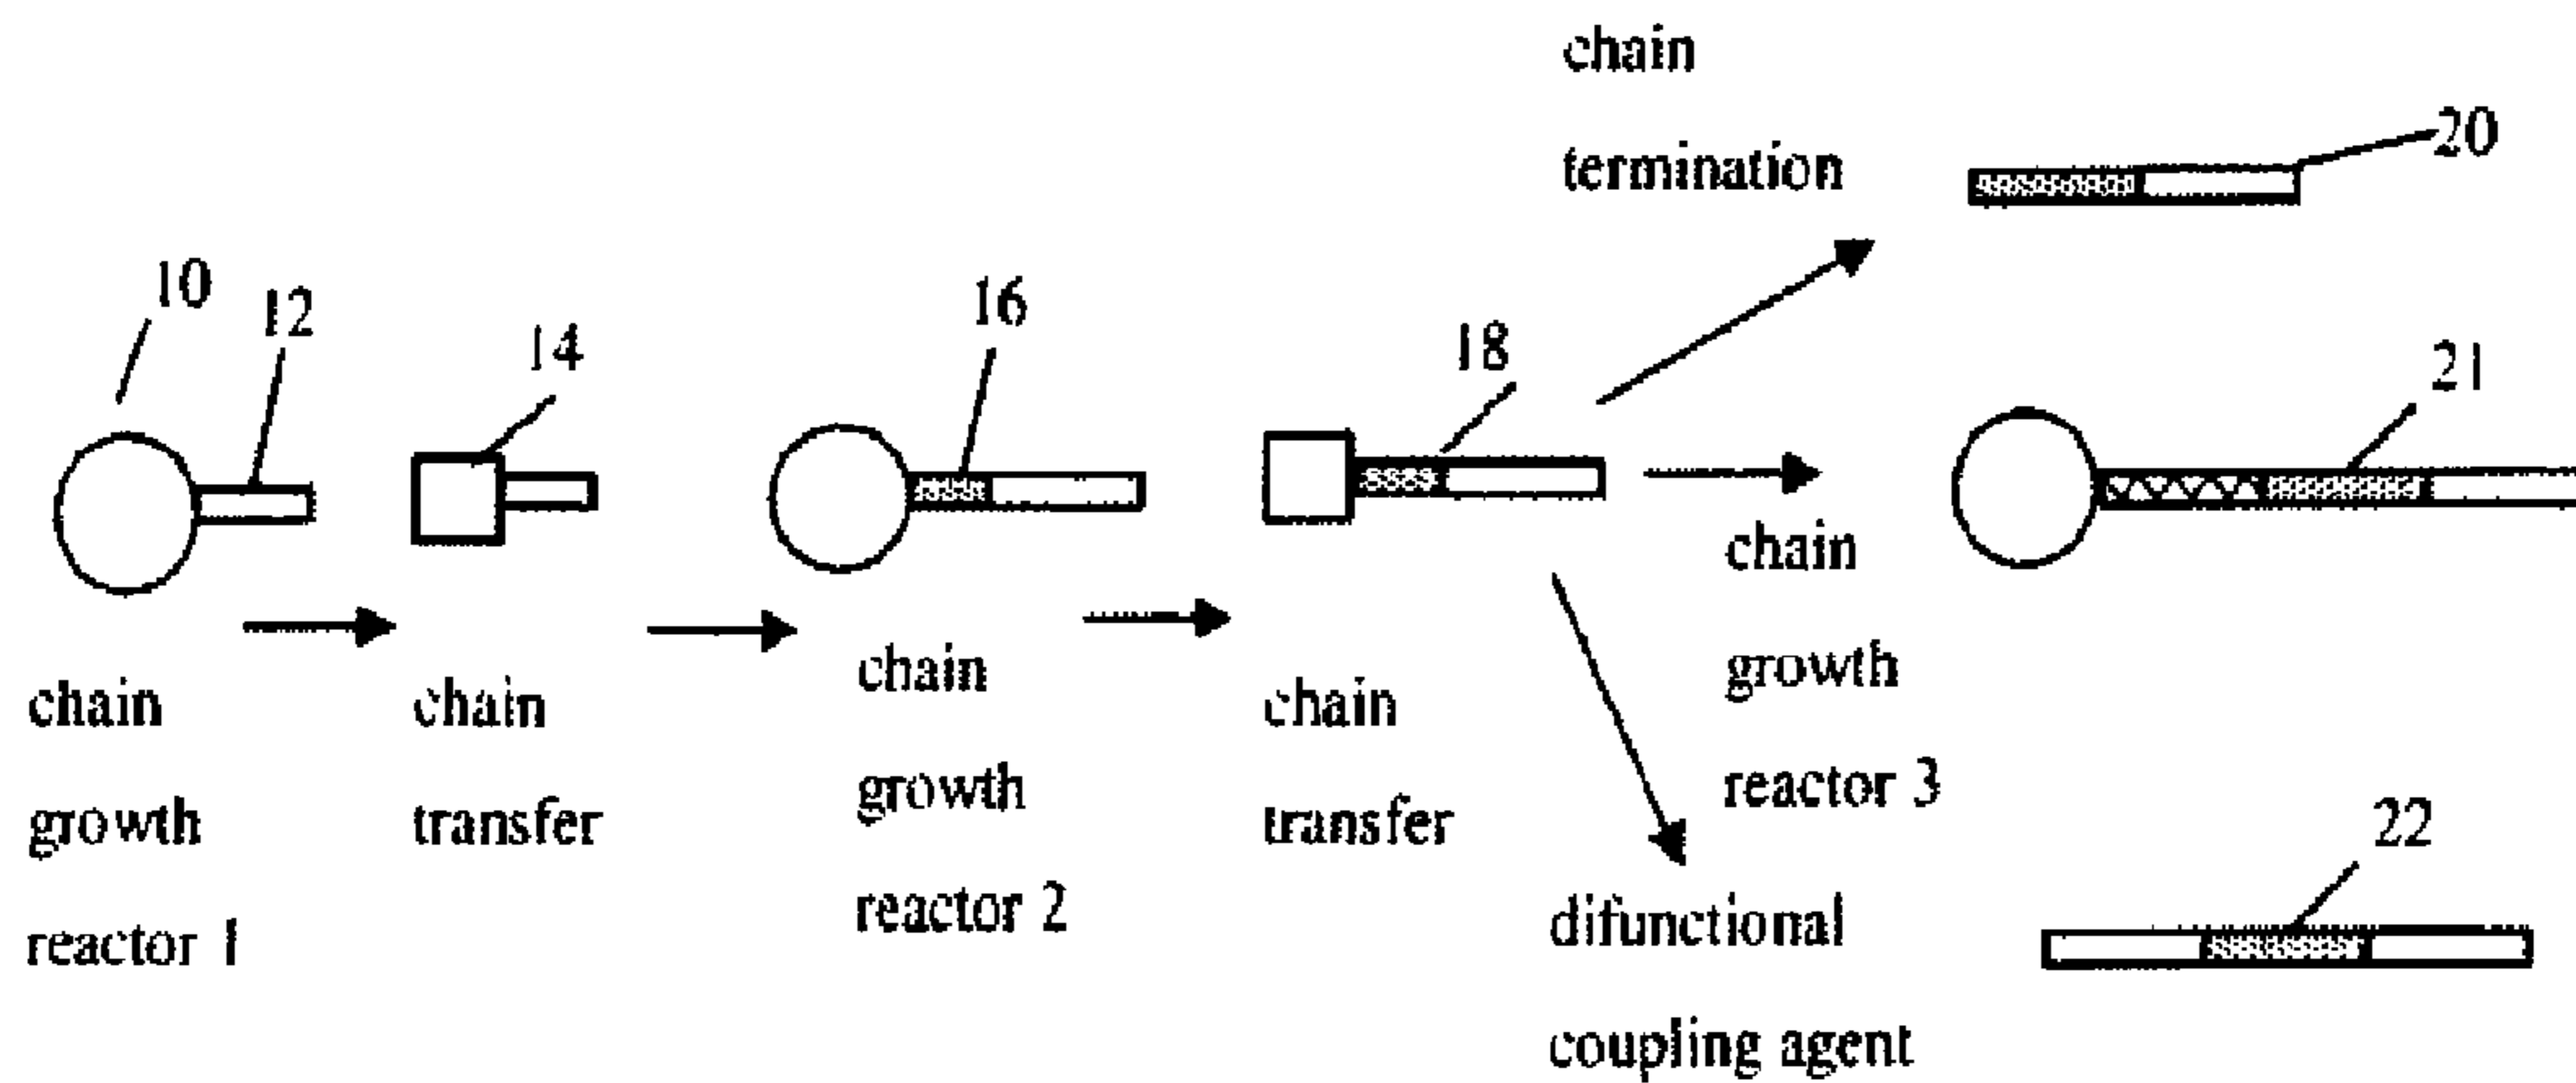 chain
termination
20
10
12
14
16
18
21
chain
growth
reactor 1
chain
transfer
chain
growth
reactor 2
chain
transfer
chain
growth
reactor 3
22
difunctional
coupling agent